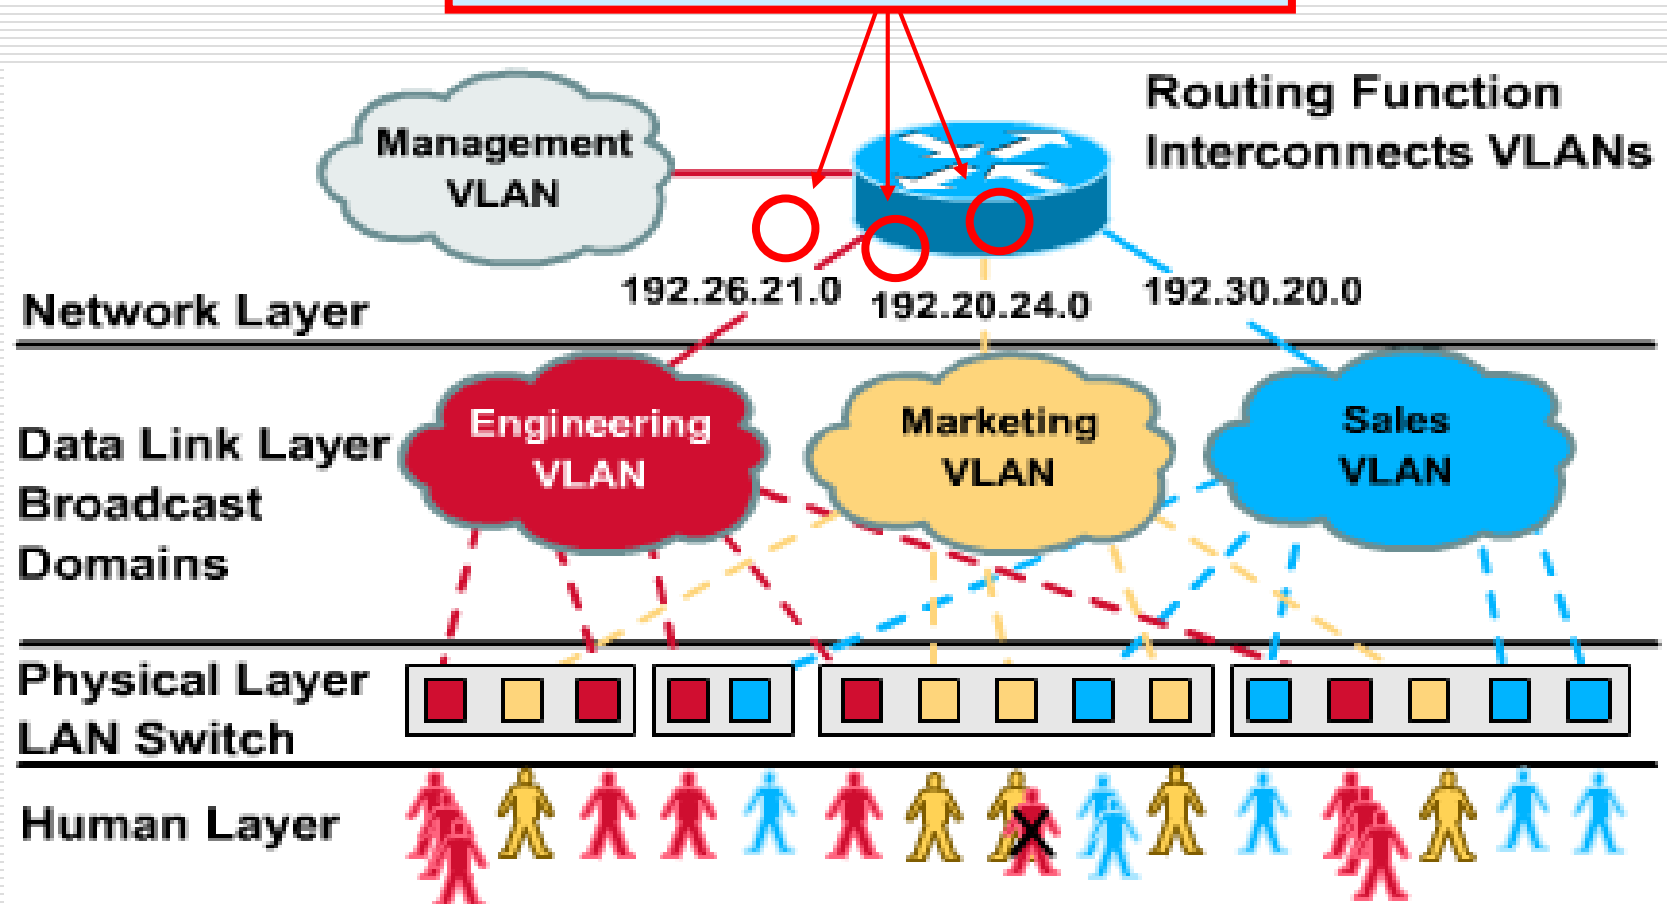 Management
VLAN
Routing Function
Interconnects VLANs
192.26.21.0
192.20.24.0
192.30.20.0
Network Layer
Engineering
VLAN
Marketing
VLAN
Sales
VLAN
Data Link Layer
Broadcast
Domains
Physical Layer
LAN Switch
Human Layer